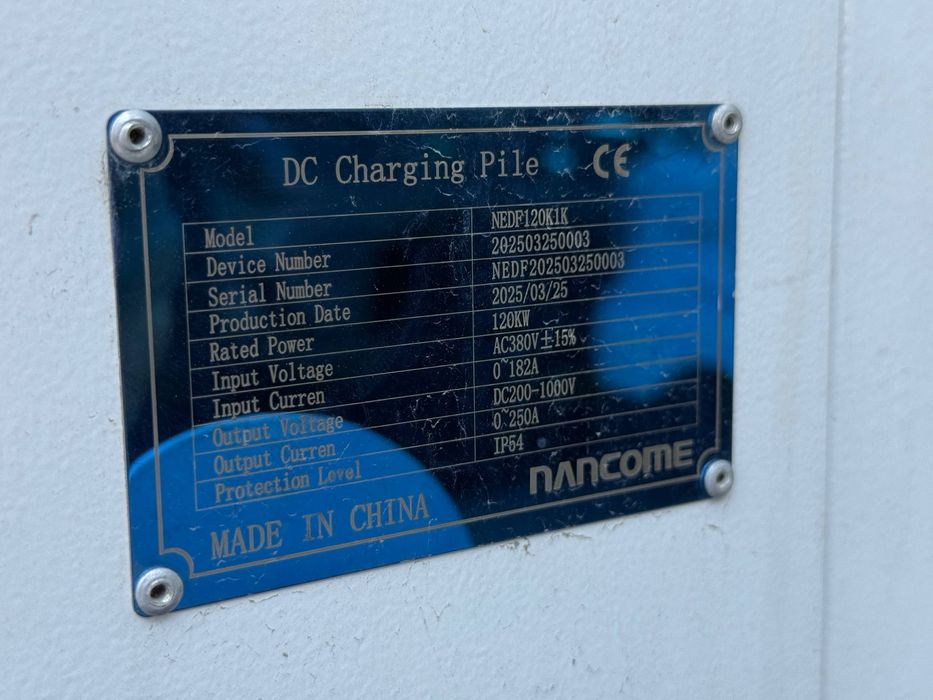 DC Charging Pile CE
Model NEDF120K1K
Device Number 202503250003
Serial Number NEDF202503250003
Production Date 2025/03/25
Rated Power 120KW
Input Voltage AC380V±15%
Input Curren 0~182A
Output Voltage DC200-1000V
Output Curren 0~250A
Protection Level IP54
NANCOME
MADE IN CHINA